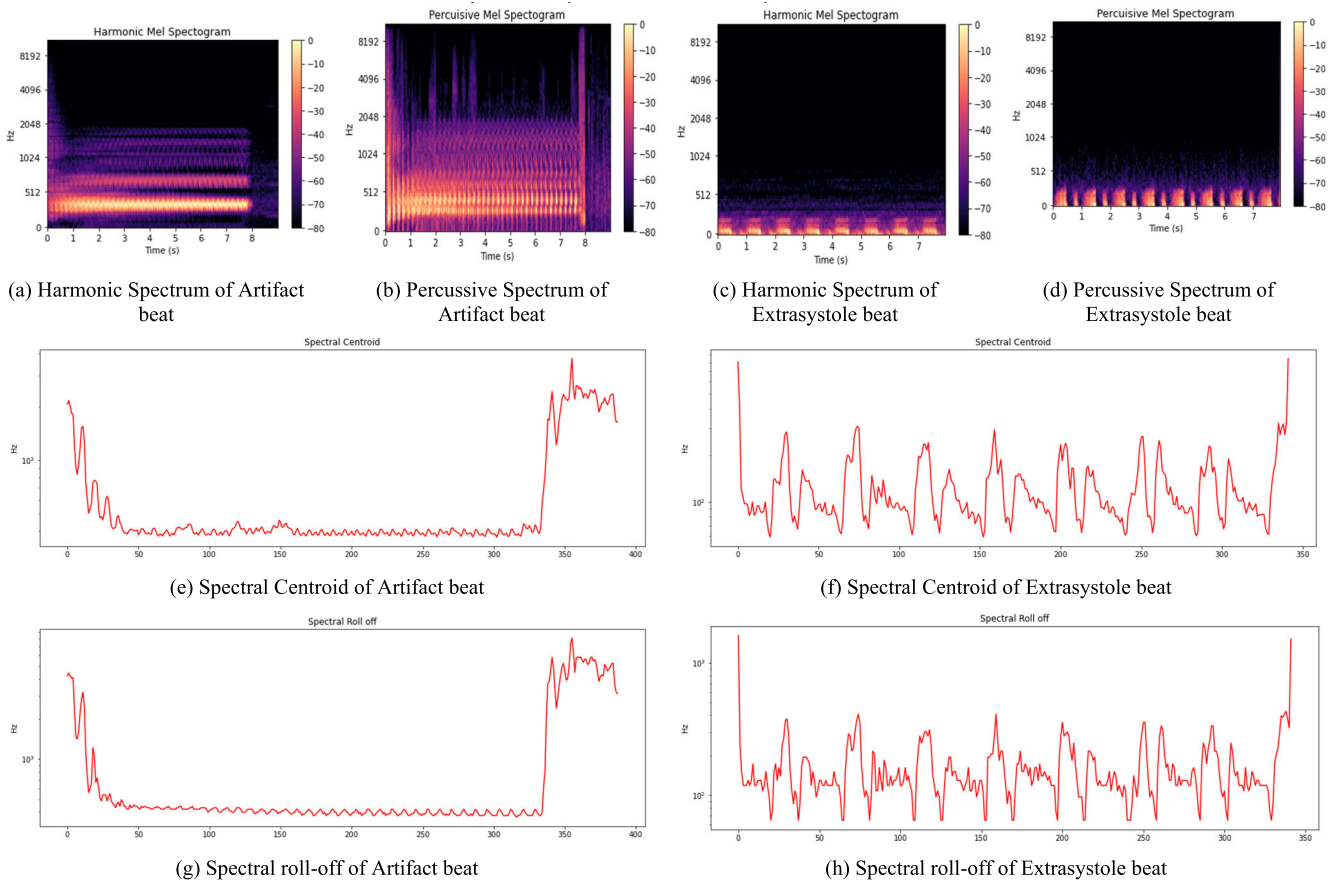 Harmonic Mel Spectogram
8192
4096
2048
1024
512
0
Hz
0 1 2 3 4 5 6 7 8
Time (s)
0
−10
−20
−30
−40
−50
−60
−70
−80
Percuisive Mel Spectogram
8192
4096
2048
1024
512
0
Hz
0 1 2 3 4 5 6 7 8
Time (s)
0
−10
−20
−30
−40
−50
−60
−70
−80
Harmonic Mel Spectogram
8192
4096
2048
1024
512
0
Hz
0 1 2 3 4 5 6 7
Time (s)
0
−10
−20
−30
−40
−50
−60
−70
−80
Percuisive Mel Spectogram
8192
4096
2048
1024
512
0
Hz
0 1 2 3 4 5 6 7
Time (s)
0
−10
−20
−30
−40
−50
−60
−70
−80
(a) Harmonic Spectrum of Artifact
beat
(b) Percussive Spectrum of
Artifact beat
(c) Harmonic Spectrum of
Extrasystole beat
(d) Percussive Spectrum of
Extrasystole beat
Spectral Centroid
Hz
10³
0 50 100 150 200 250 300 350 400
(e) Spectral Centroid of Artifact beat
Spectral Centroid
Hz
10²
0 50 100 150 200 250 300 350
(f) Spectral Centroid of Extrasystole beat
Spectral Roll off
Hz
10³
0 50 100 150 200 250 300 350 400
(g) Spectral roll-off of Artifact beat
Spectral Roll off
Hz
10³
10²
0 50 100 150 200 250 300 350
(h) Spectral roll-off of Extrasystole beat